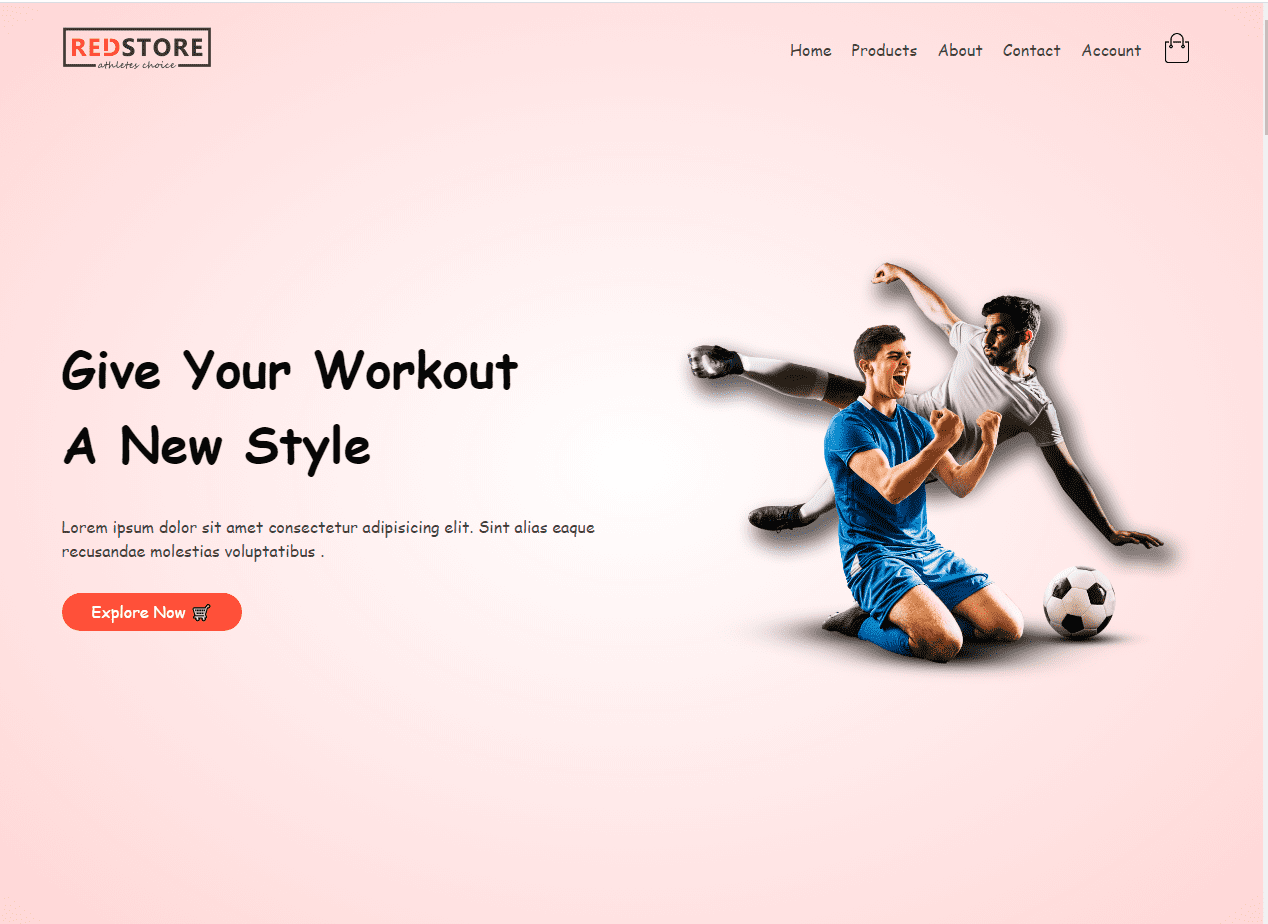 REDSTORE
athletes choice
Home Products About Contact Account
Give Your Workout
A New Style
Lorem ipsum dolor sit amet consectetur adipisicing elit. Sint alias eaque
recusandae molestias voluptatibus .
Explore Now 🛒